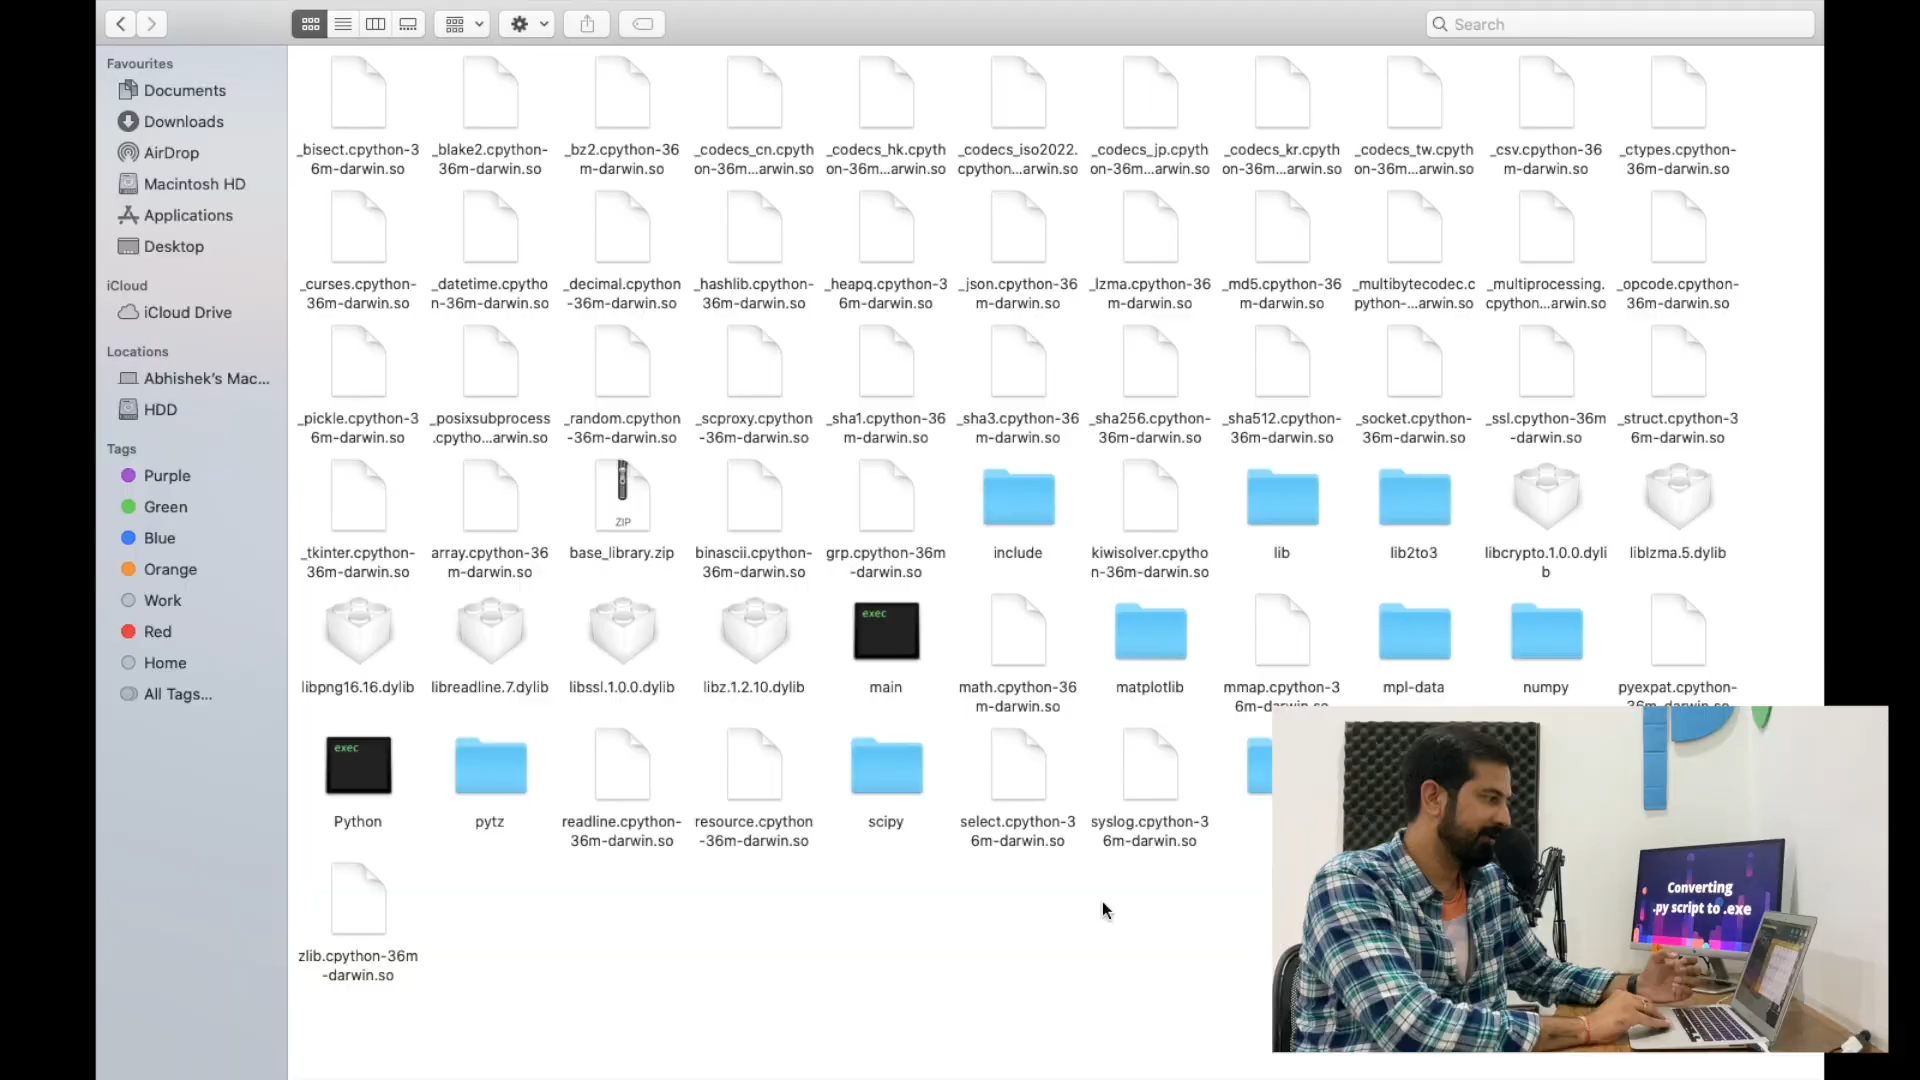 Search
Favourites
Documents
Downloads
AirDrop
Macintosh HD
Applications
Desktop
iCloud
iCloud Drive
Locations
Abhishek's Mac...
HDD
Tags
Purple
Green
Blue
Orange
Work
Red
Home
All Tags...
_bisect.cpython-3 _blake2.cpython- _bz2.cpython-36 _codecs_cn.cpyth _codecs_hk.cpyth _codecs_iso2022. _codecs_jp.cpyth _codecs_kr.cpyth _codecs_tw.cpyth _csv.cpython-36 _ctypes.cpython-
6m-darwin.so 36m-darwin.so m-darwin.so on-36m...arwin.so on-36m...arwin.so cpython...arwin.so on-36m...arwin.so on-36m...arwin.so on-36m...arwin.so m-darwin.so 36m-darwin.so
_curses.cpython- _datetime.cpytho _decimal.cpython _hashlib.cpython- _heapq.cpython-3 _json.cpython-36 _lzma.cpython-36 _md5.cpython-36 _multibytecodec.c _multiprocessing. _opcode.cpython-
36m-darwin.so n-36m-darwin.so -36m-darwin.so 36m-darwin.so 6m-darwin.so m-darwin.so m-darwin.so m-darwin.so python-...arwin.so cpython...arwin.so 36m-darwin.so
_pickle.cpython-3 _posixsubprocess _random.cpython _scproxy.cpython _sha1.cpython-36 _sha3.cpython-36 _sha256.cpython- _sha512.cpython- _socket.cpython- _ssl.cpython-36m _struct.cpython-3
6m-darwin.so .cpytho...arwin.so -36m-darwin.so -36m-darwin.so m-darwin.so m-darwin.so 36m-darwin.so 36m-darwin.so 36m-darwin.so -darwin.so 6m-darwin.so
ZIP
_tkinter.cpython- array.cpython-36 base_library.zip binascii.cpython- grp.cpython-36m include kiwisolver.cpytho lib lib2to3 libcrypto.1.0.0.dyli liblzma.5.dylib
36m-darwin.so m-darwin.so 36m-darwin.so -darwin.so n-36m-darwin.so b
exec
libpng16.16.dylib libreadline.7.dylib libssl.1.0.0.dylib libz.1.2.10.dylib main math.cpython-36 matplotlib mmap.cpython-3 mpl-data numpy pyexpat.cpython-
m-darwin.so 6m-darwin.so 36m-darwin.so
exec
Python pytz readline.cpython- resource.cpython scipy select.cpython-3 syslog.cpython-3
36m-darwin.so -36m-darwin.so 6m-darwin.so 6m-darwin.so
zlib.cpython-36m
-darwin.so
Converting
.py script to .exe